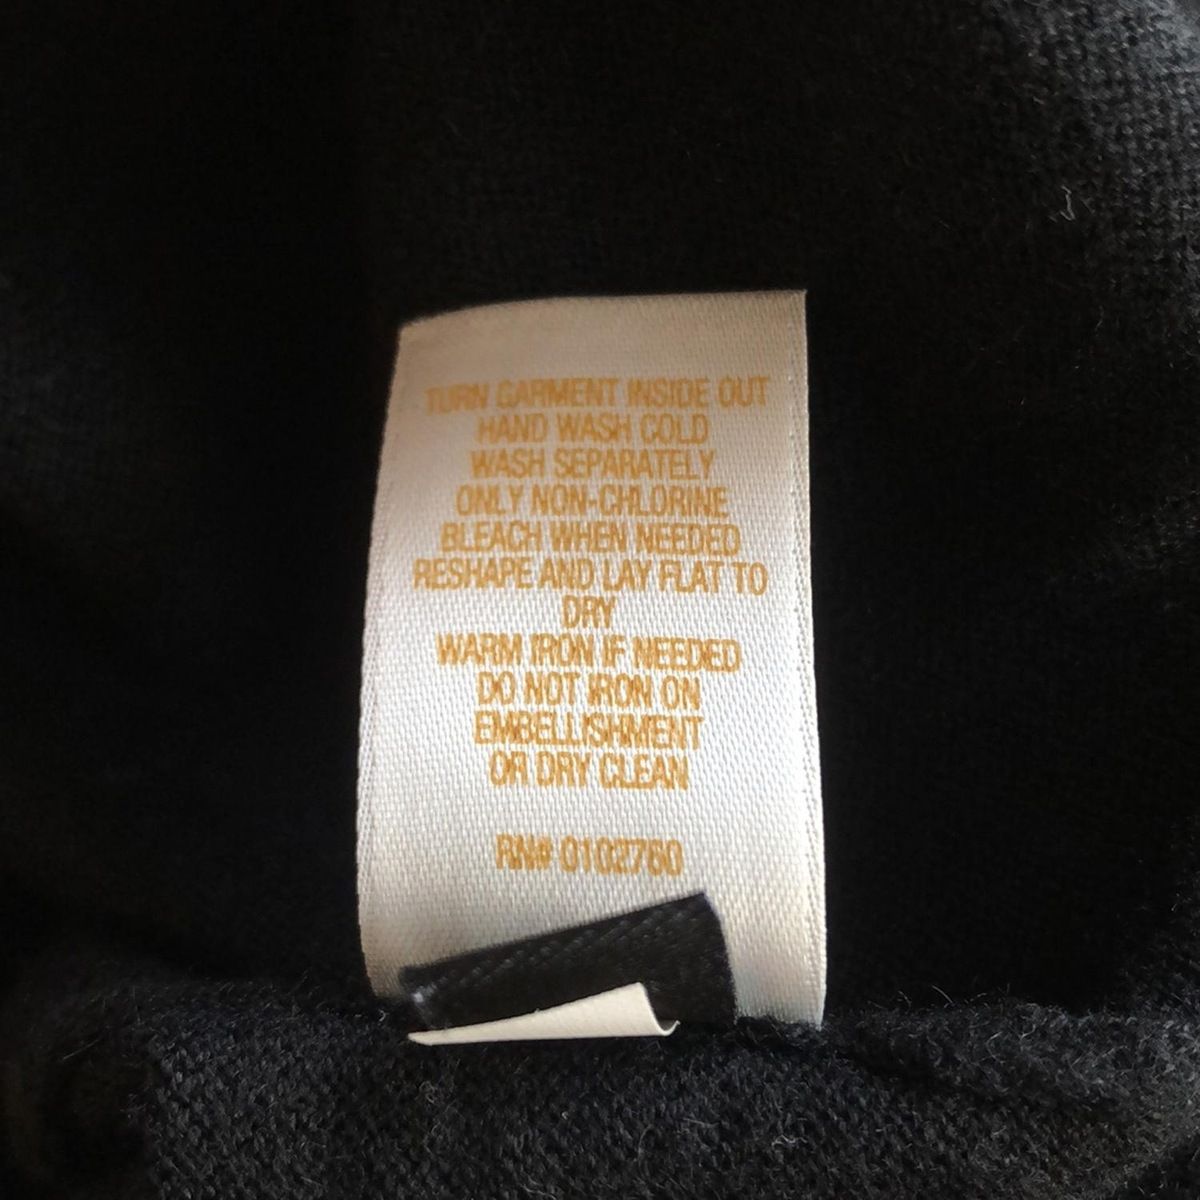 TURN GARMENT INSIDE OUT
HAND WASH COLD
WASH SEPARATELY
ONLY NON-CHLORINE
BLEACH WHEN NEEDED
RESHAPE AND LAY FLAT TO
DRY
WARM IRON IF NEEDED
DO NOT IRON ON
EMBELLISHMENT
OR DRY CLEAN
RN# 0102760